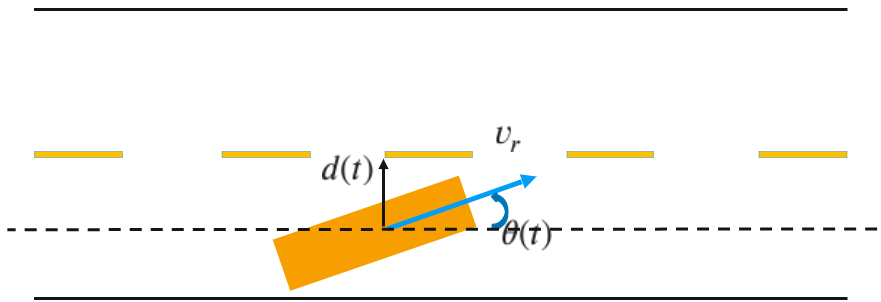 v_r
d(t)
θ(t)